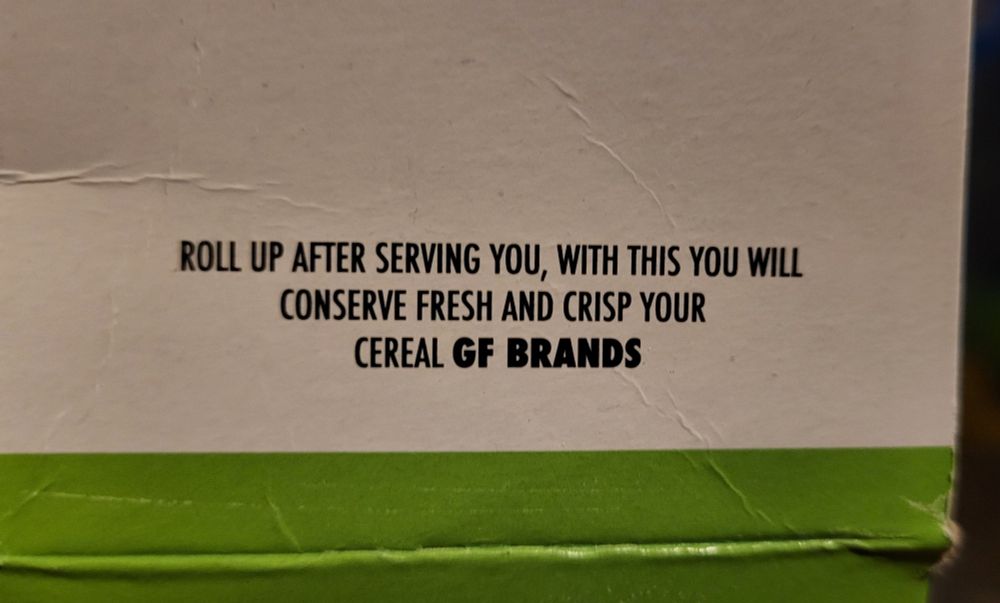 ROLL UP AFTER SERVING YOU, WITH THIS YOU WILL
CONSERVE FRESH AND CRISP YOUR
CEREAL GF BRANDS